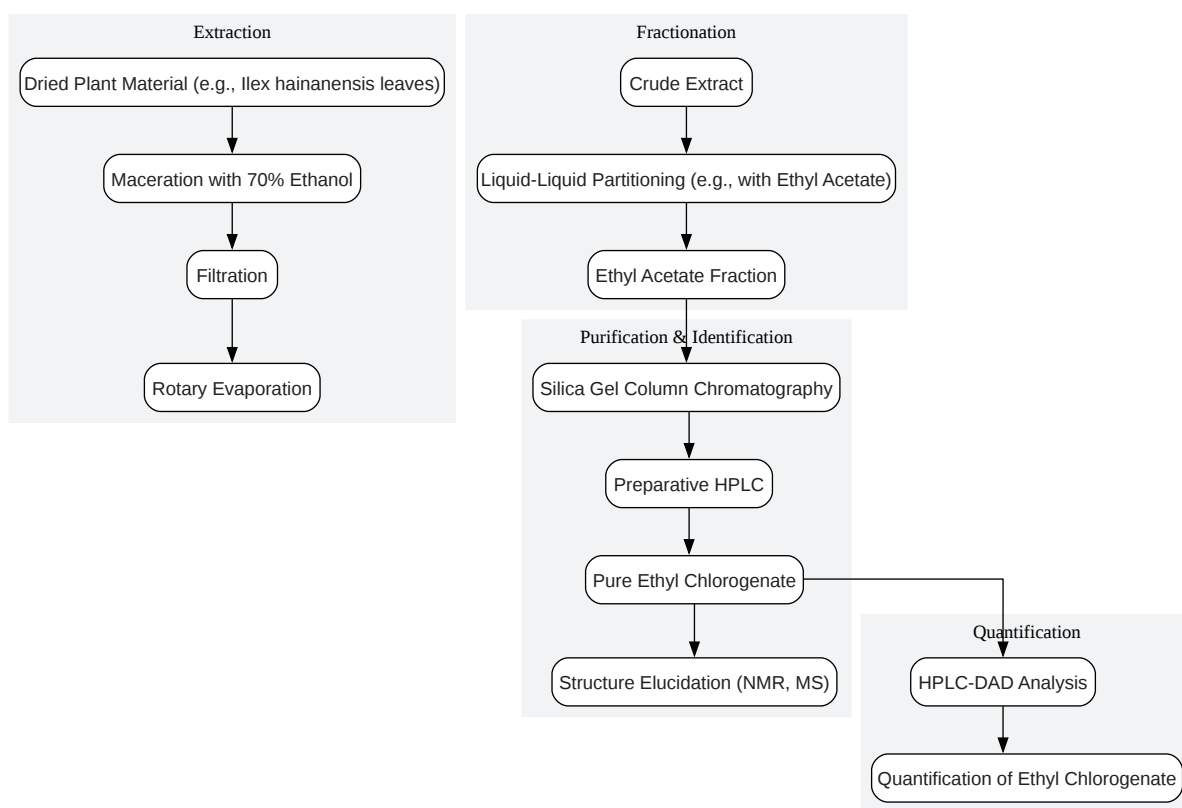 Extraction
Dried Plant Material (e.g., Ilex hainanensis leaves)
Maceration with 70% Ethanol
Filtration
Rotary Evaporation
Fractionation
Crude Extract
Liquid-Liquid Partitioning (e.g., with Ethyl Acetate)
Ethyl Acetate Fraction
Purification & Identification
Silica Gel Column Chromatography
Preparative HPLC
Pure Ethyl Chlorogenate
Structure Elucidation (NMR, MS)
Quantification
HPLC-DAD Analysis
Quantification of Ethyl Chlorogenate